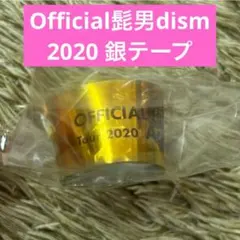 Official髭男dism
2020 銀テープ
OFFICIAL
Tour 2020 A